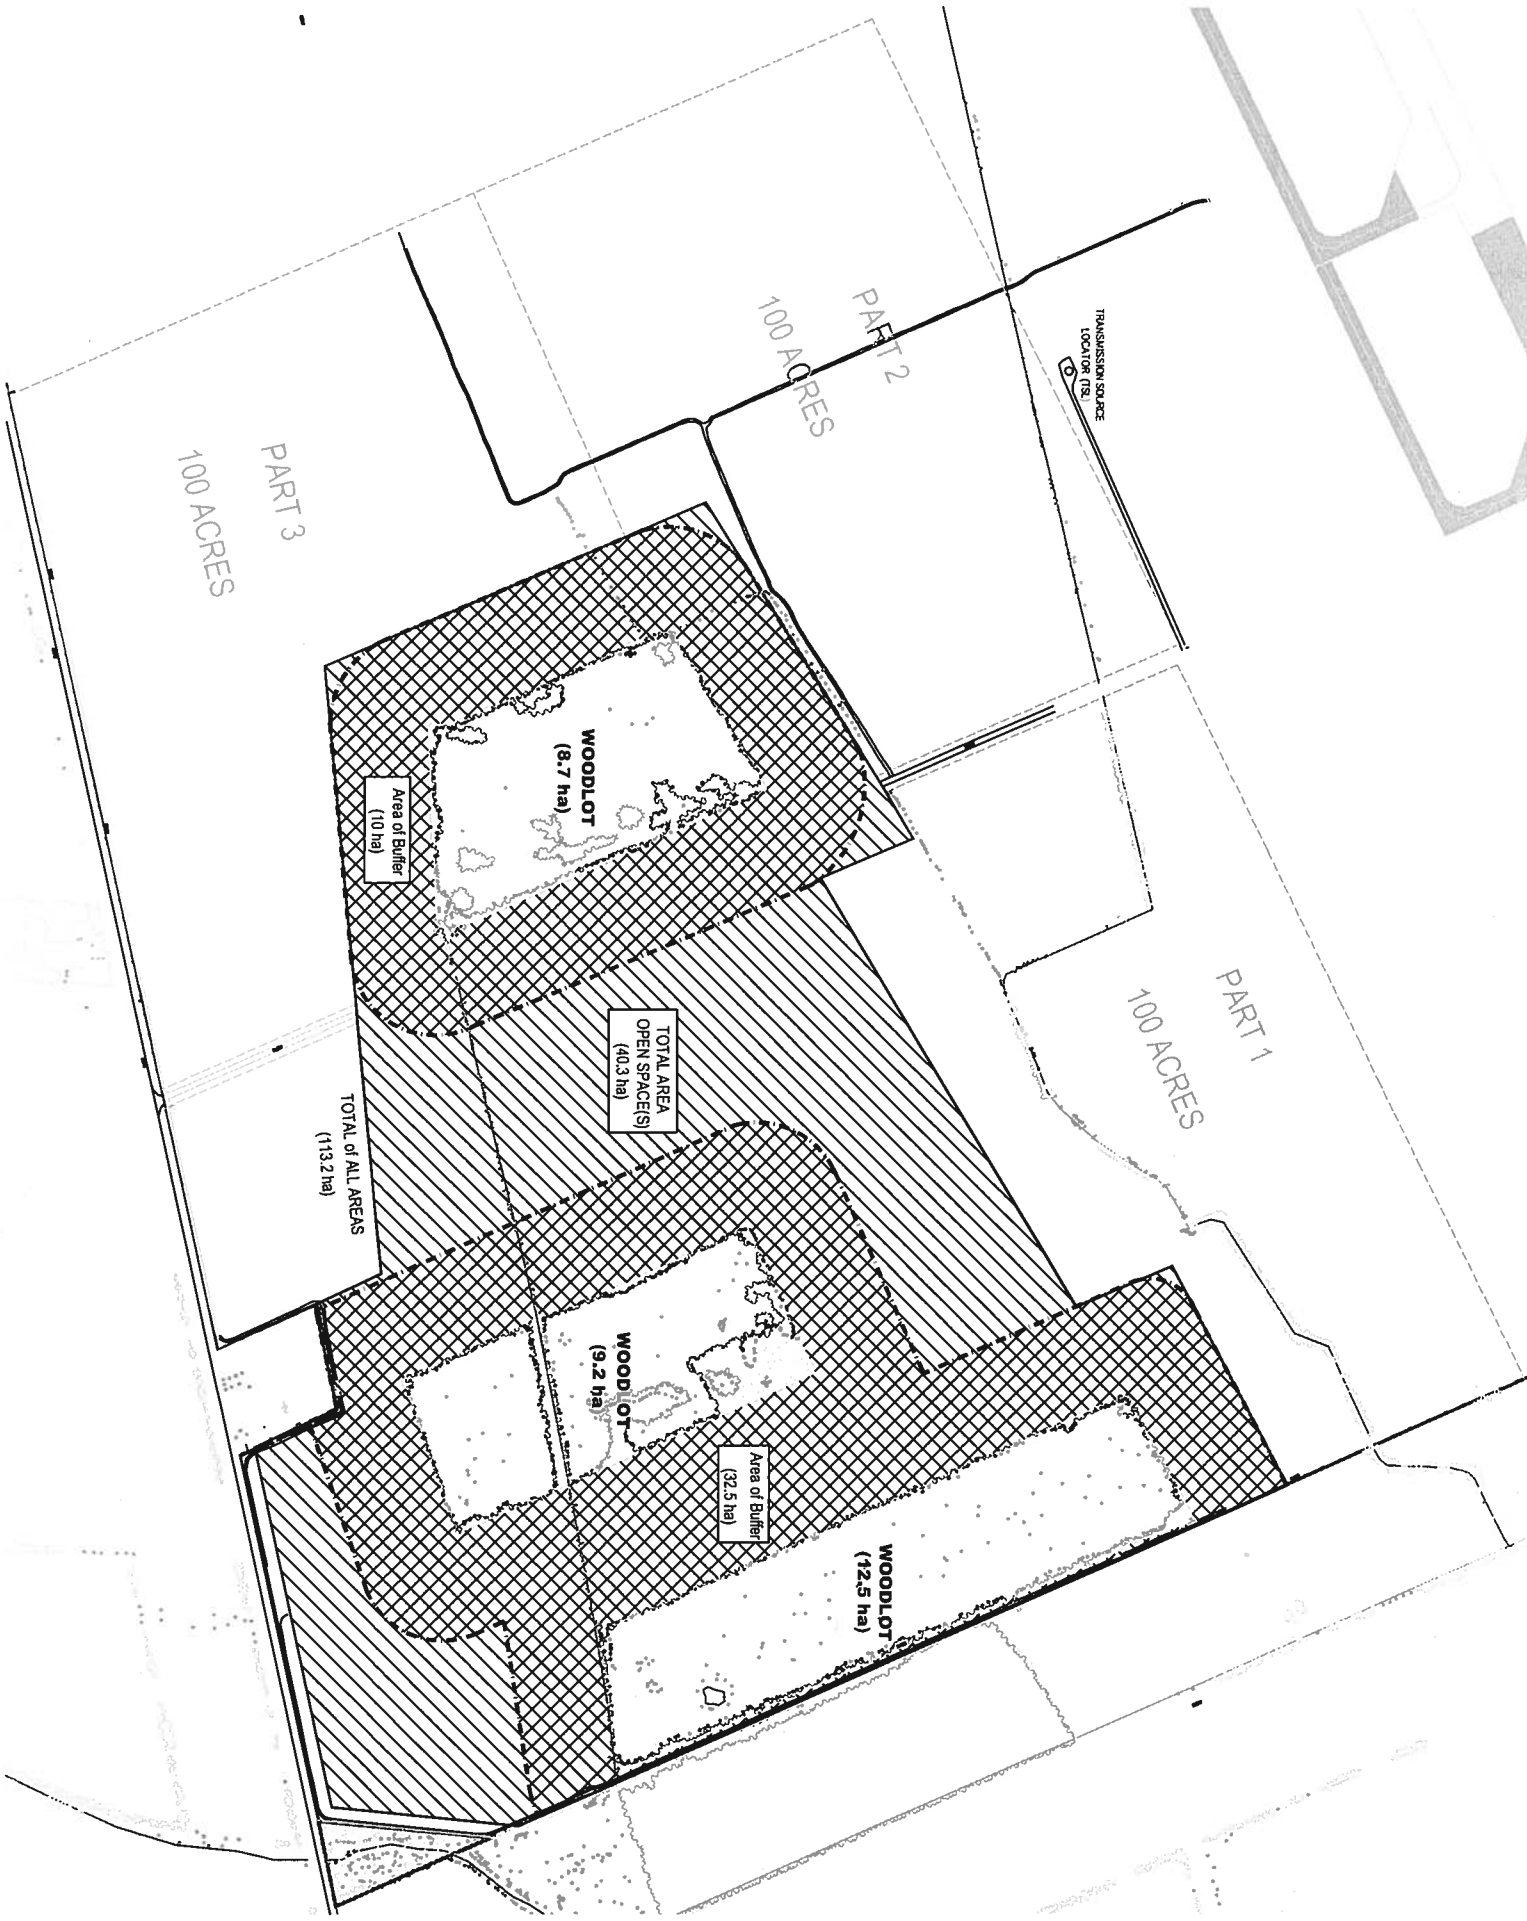 TRANSMISSION SOURCE
LOCATOR (TSL)
PART 2
100 ACRES
PART 3
100 ACRES
PART 1
100 ACRES
WOODLOT
(8.7 ha)
Area of Buffer
(10 ha)
TOTAL AREA
OPEN SPACE(S)
(40.3 ha)
TOTAL of ALL AREAS
(113.2 ha)
WOODLOT
(9.2 ha)
Area of Buffer
(32.5 ha)
WOODLOT
(12.5 ha)